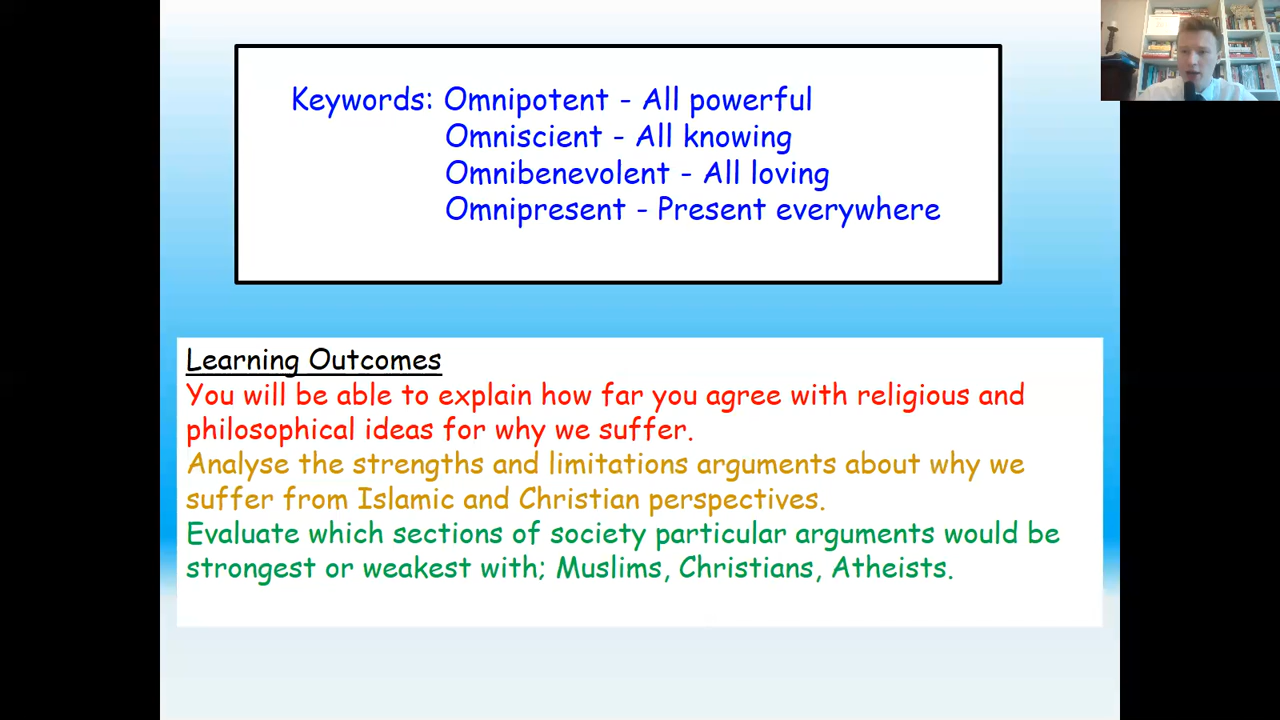 Keywords: Omnipotent - All powerful
Omniscient - All knowing
Omnibenevolent - All loving
Omnipresent - Present everywhere
Learning Outcomes
You will be able to explain how far you agree with religious and
philosophical ideas for why we suffer.
Analyse the strengths and limitations arguments about why we
suffer from Islamic and Christian perspectives.
Evaluate which sections of society particular arguments would be
strongest or weakest with; Muslims, Christians, Atheists.